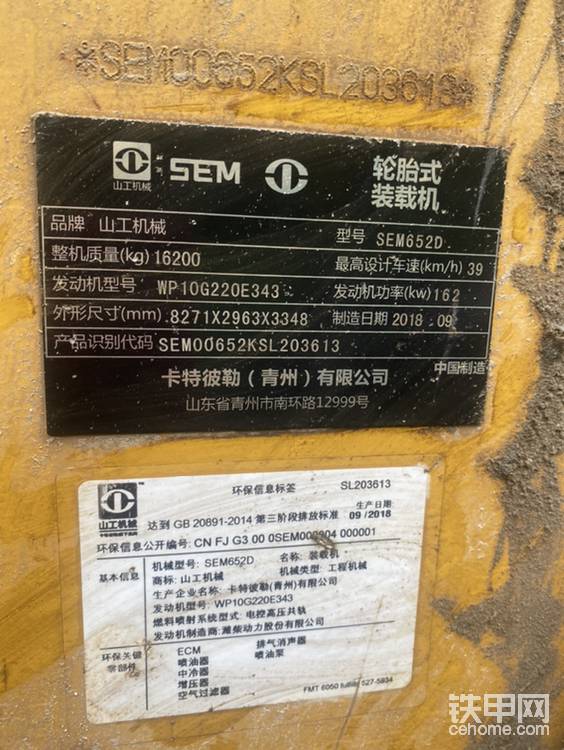 *SEM00652KSL203613*
山工机械 SEM 轮胎式
装载机
品牌 山工机械 型号 SEM652D
整机质量(kg) 16200 最高设计车速(km/h) 39
发动机型号 WP10G220E343 发动机功率(kw) 162
外形尺寸(mm) 8271X2963X3348 制造日期 2018 09
产品识别代码 SEM00652KSL203613
卡特彼勒(青州)有限公司 中国制造
山东省青州市南环路12999号
环保信息标签 SL203613
山工机械 达到 GB 20891-2014 第三阶段排放标准 生产日期
09/2018
环保信息公开编号: CN FJ G3 00 0SEM000004 000001
基本信息 机械型号: SEM652D 名称: 装载机
商标: 山工机械 机械类型: 工程机械
生产企业名称: 卡特彼勒(青州)有限公司
发动机型号: WP10G220E343
燃料喷射系统型式: 电控高压共轨
发动机制造商: 潍柴动力股份有限公司
环保关键
零部件
ECM 排气消声器
喷油器 喷油泵
中冷器
增压器
空气过滤器
FMT 6050 527-5834
铁甲网
cehome.com